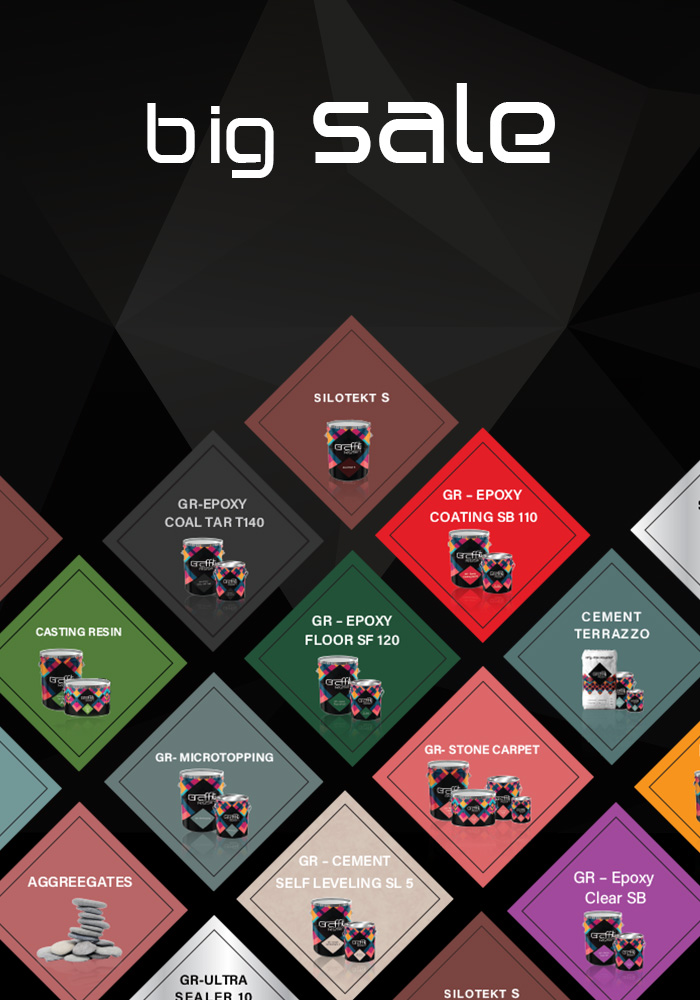 big sale
SILOTEKT S
GR-EPOXY
COAL TAR T140
GR – EPOXY
COATING SB 110
CASTING RESIN
GR – EPOXY
FLOOR SF 120
CEMENT
TERRAZZO
GR- MICROTOPPING
GR- STONE CARPET
AGGREEGATES
GR – CEMENT
SELF LEVELING SL 5
GR – Epoxy
Clear SB
GR-ULTRA
SEALER 10
SILOTEKT S